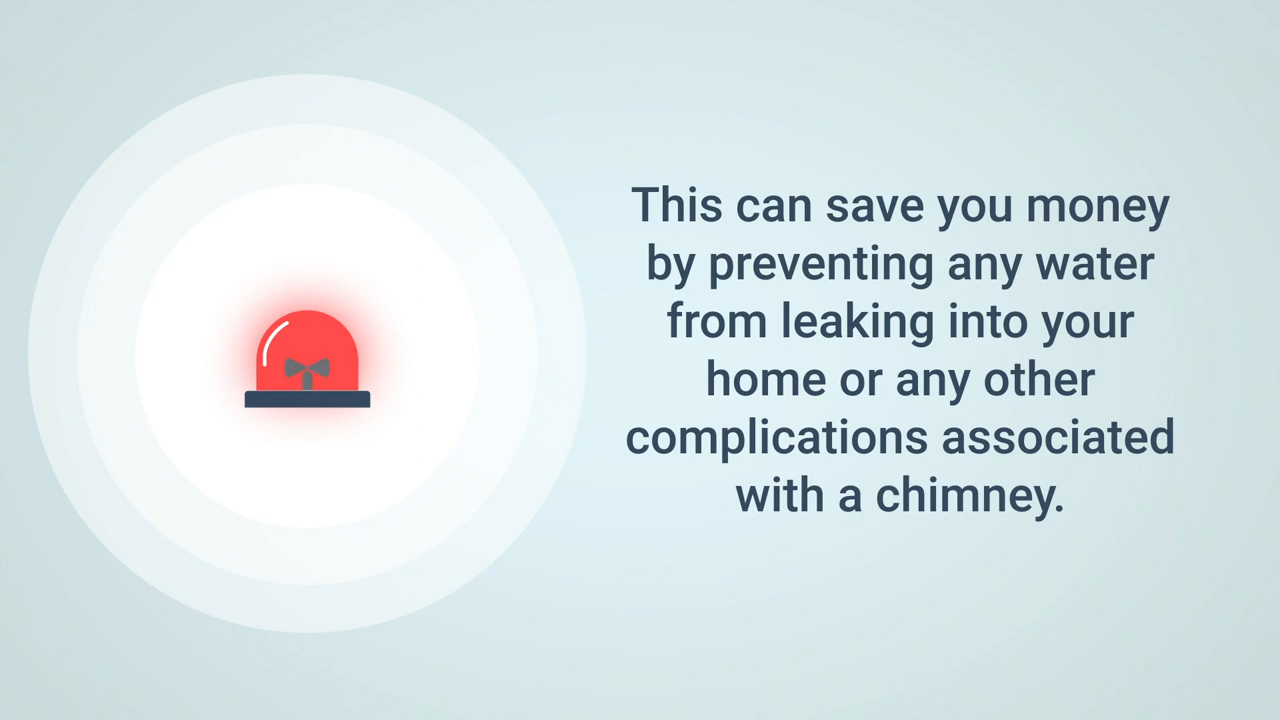 This can save you money
by preventing any water
from leaking into your
home or any other
complications associated
with a chimney.